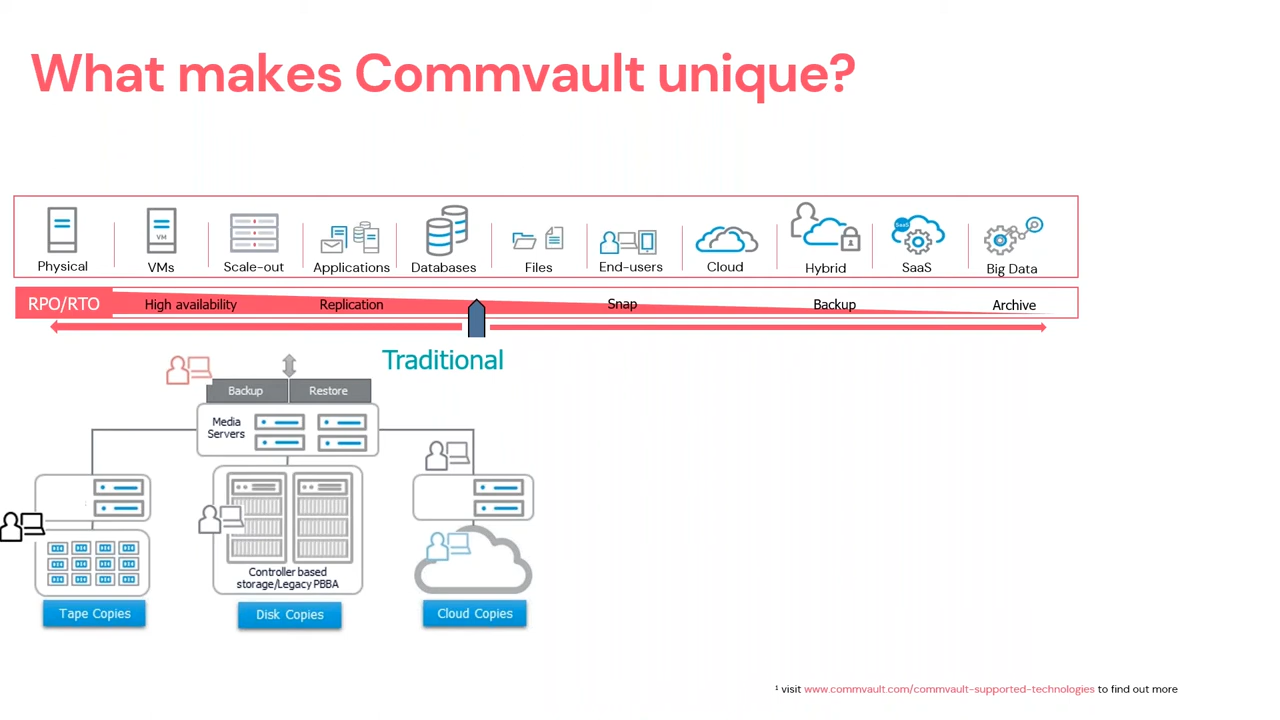 What makes Commvault unique?
VM
SaaS
Physical
VMs
Scale-out
Applications
Databases
Files
End-users
Cloud
Hybrid
SaaS
Big Data
RPO/RTO
High availability
Replication
Snap
Backup
Archive
Traditional
Backup
Restore
Media
Servers
Controller based
storage/Legacy PBBA
Tape Copies
Disk Copies
Cloud Copies
¹ visit www.commvault.com/commvault-supported-technologies to find out more